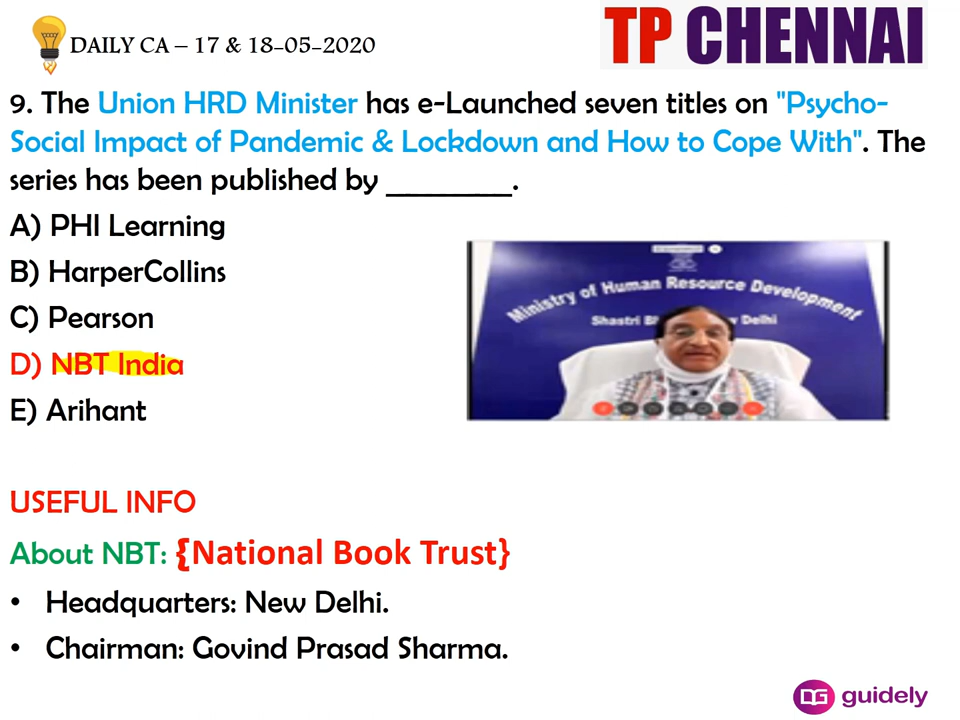 DAILY CA – 17 & 18-05-2020
TP CHENNAI
9. The Union HRD Minister has e-Launched seven titles on "Psycho-
Social Impact of Pandemic & Lockdown and How to Cope With". The
series has been published by _________.
A) PHI Learning
B) HarperCollins
C) Pearson
D) NBT India
E) Arihant
Ministry of Human Resource Development
Shastri Delhi
USEFUL INFO
About NBT: {National Book Trust}
• Headquarters: New Delhi.
• Chairman: Govind Prasad Sharma.
guidely